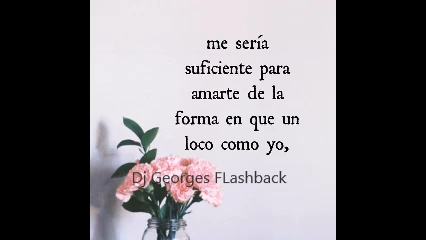 me sería
suficiente para
amarte de la
forma en que un
loco como yo,
Dj Georges FLashback